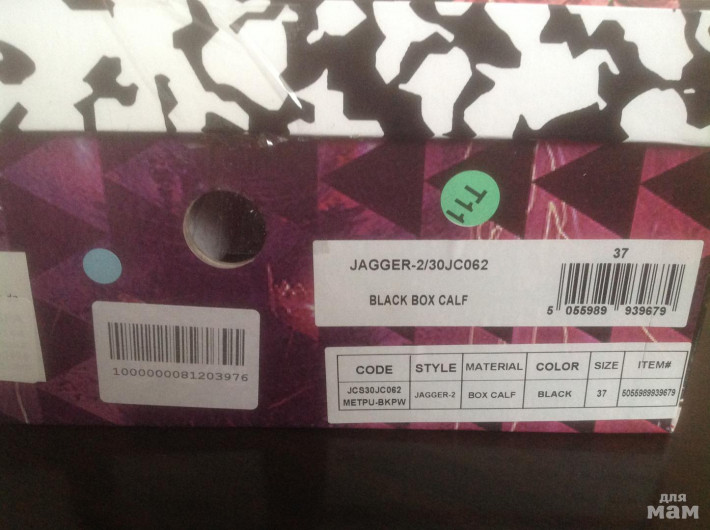 T11
37
JAGGER-2/30JC062
BLACK BOX CALF
5 055989 939679
1000000081203976
CODE STYLE MATERIAL COLOR SIZE ITEM#
JCS30JC062
METPU-BKPW JAGGER-2 BOX CALF BLACK 37 5055989939679
для
мам